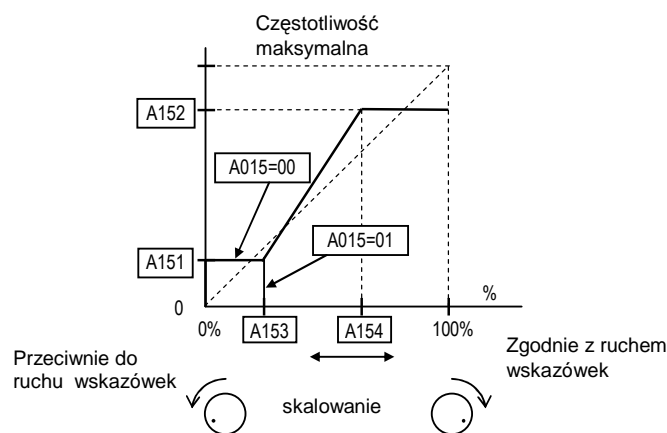 Częstotliwość
maksymalna
A152
A015=00
A015=01
A151
0
%
0%
A153
A154
100%
Przeciwnie do
ruchu wskazówek
Zgodnie z ruchem
wskazówek
skalowanie